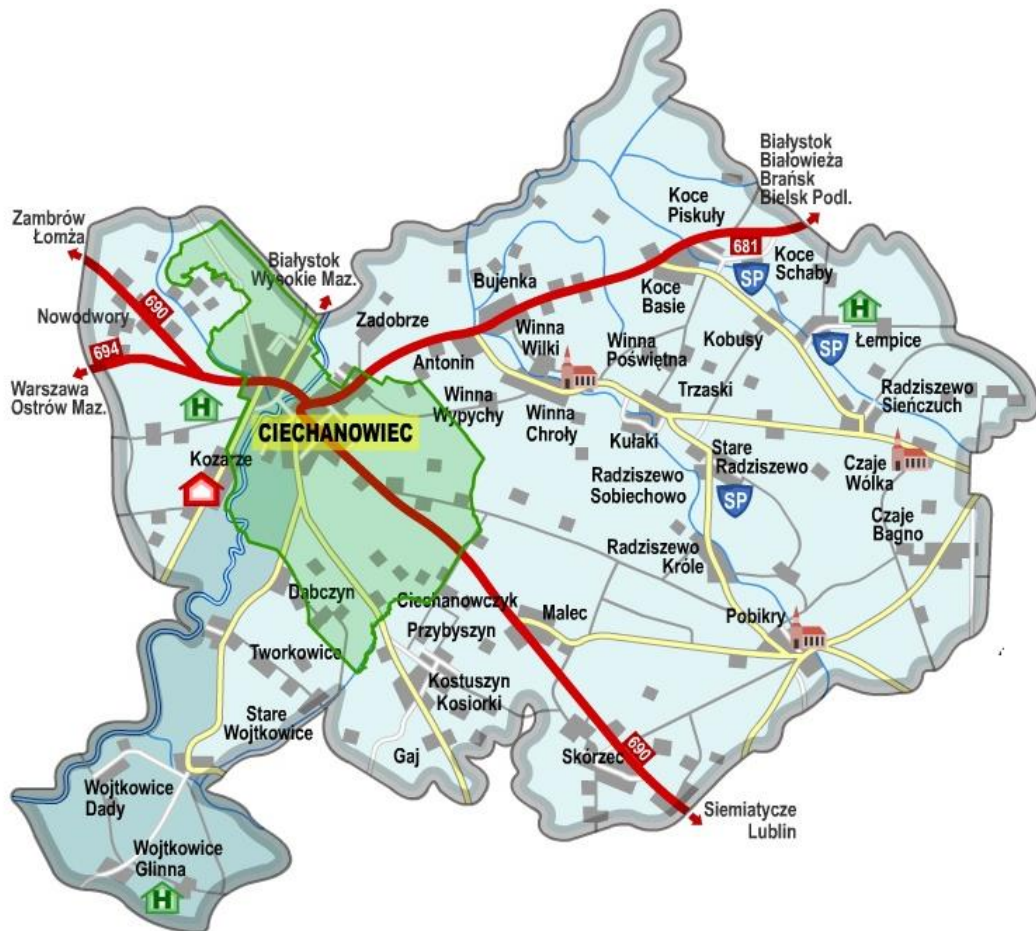 Białystok
Białowieża
Brańsk
Bielsk Podl.
Zambrów
Łomża
Koce
Piskuły
681
Koce
Schaby
SP
Białystok
Wysokie Maz.
Bujenka
Koce
Basie
H
690
Nowodwory
Zadobrze
Winna
Wilki
Winna
Poświętna
Kobusy
SP
Łempice
694
Antonin
Warszawa
Ostrów Maz.
H
Winna
Wypychy
Trzaski
Radziszewo
Sieńczuch
Winna
Chroły
Kułaki
CIECHANOWIEC
Kozarze
Stare
Radziszewo
Czaje
Wólka
Radziszewo
Sobiechowo
SP
Czaje
Bagno
Radziszewo
Króle
Dąbczyn
Ciechanowczyk
Malec
Pobikry
Przybyszyn
Tworkowice
Kostuszyn
Kosiorki
Stare
Wojtkowice
Gaj
Skórzec
690
Wojtkowice
Dady
Siemiatycze
Lublin
Wojtkowice
Glinna
H